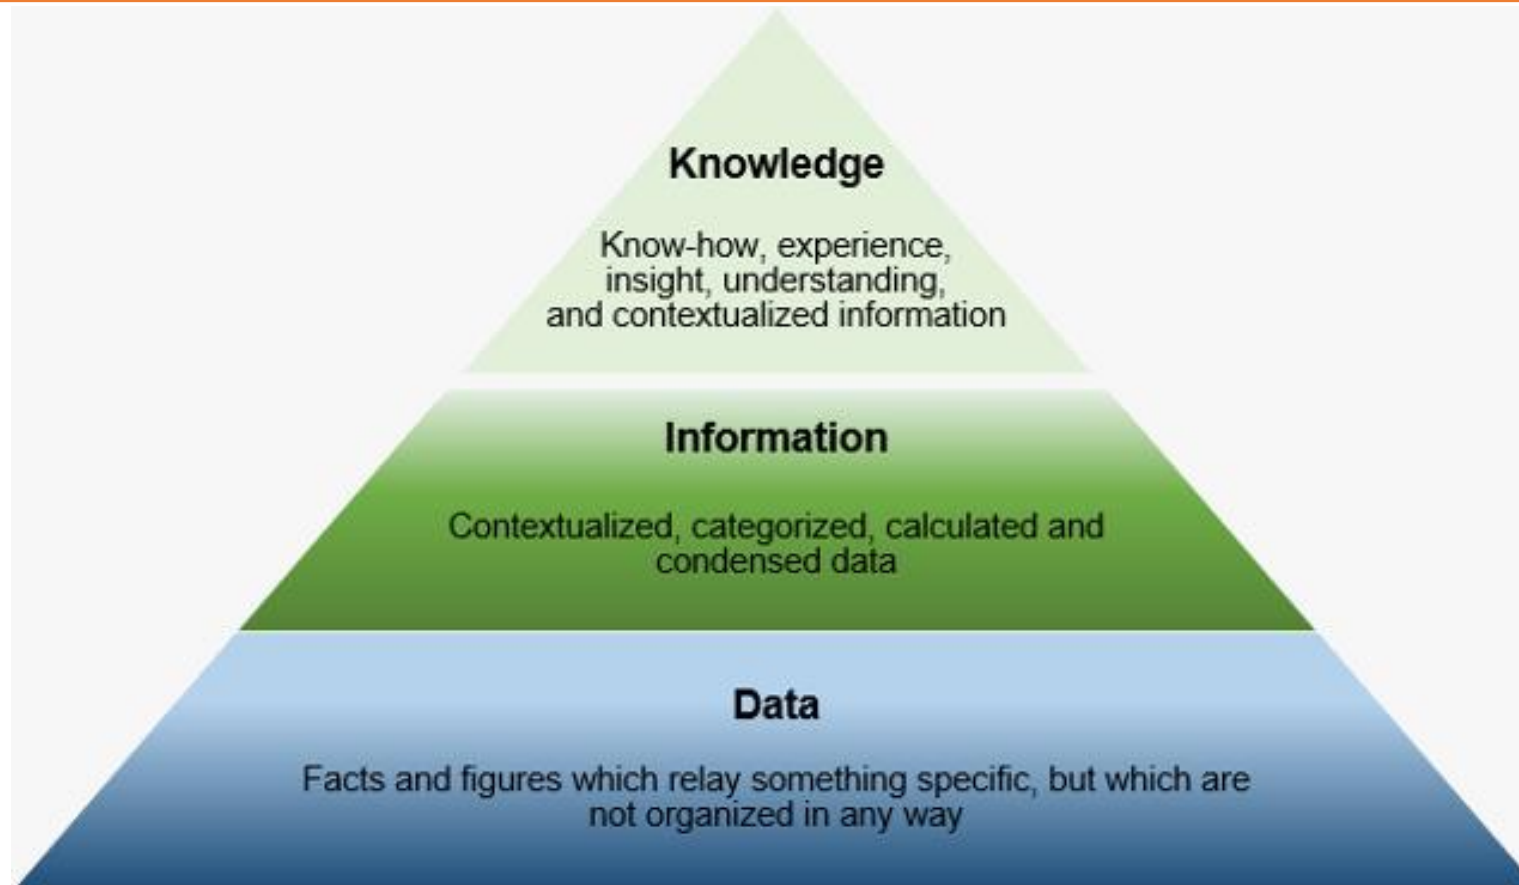 Knowledge
Know-how, experience,
insight, understanding,
and contextualized information
Information
Contextualized, categorized, calculated and
condensed data
Data
Facts and figures which relay something specific, but which are
not organized in any way